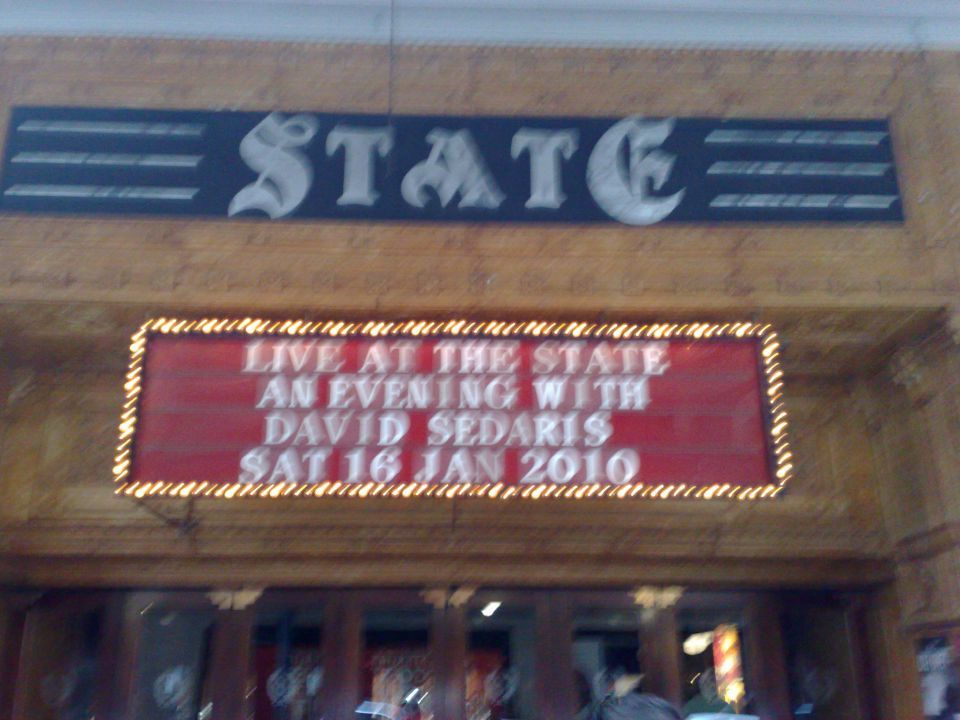 STATE
LIVE AT THE STATE
AN EVENING WITH
DAVID SEDARIS
SAT 16 JAN 2010